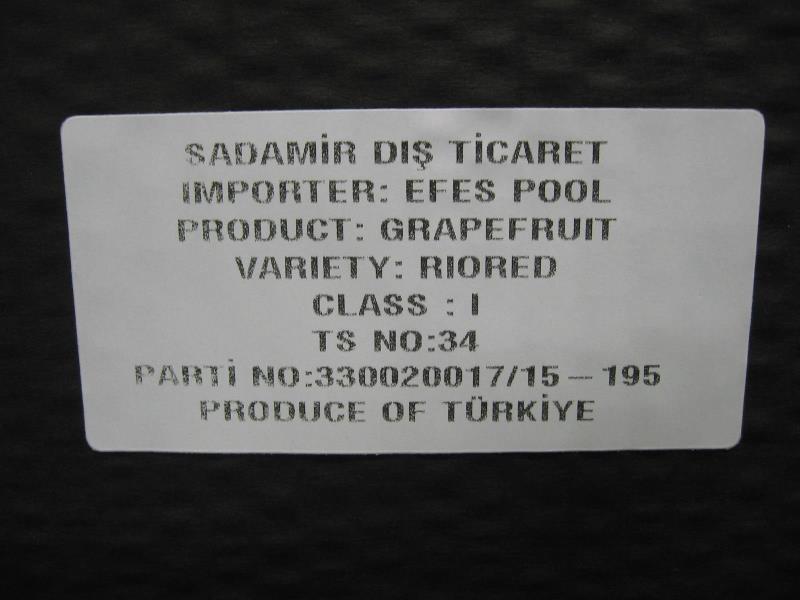 SADAMİR DIŞ TİCARET
IMPORTER: EFES POOL
PRODUCT: GRAPEFRUIT
VARIETY: RIORED
CLASS : I
TS NO:34
PARTİ NO:330020017/15-195
PRODUCE OF TÜRKİYE